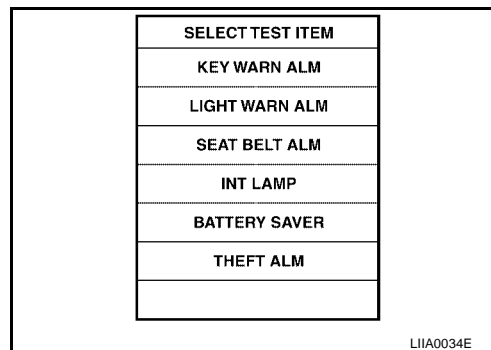 SELECT TEST ITEM
KEY WARN ALM
LIGHT WARN ALM
SEAT BELT ALM
INT LAMP
BATTERY SAVER
THEFT ALM
LIIA0034E